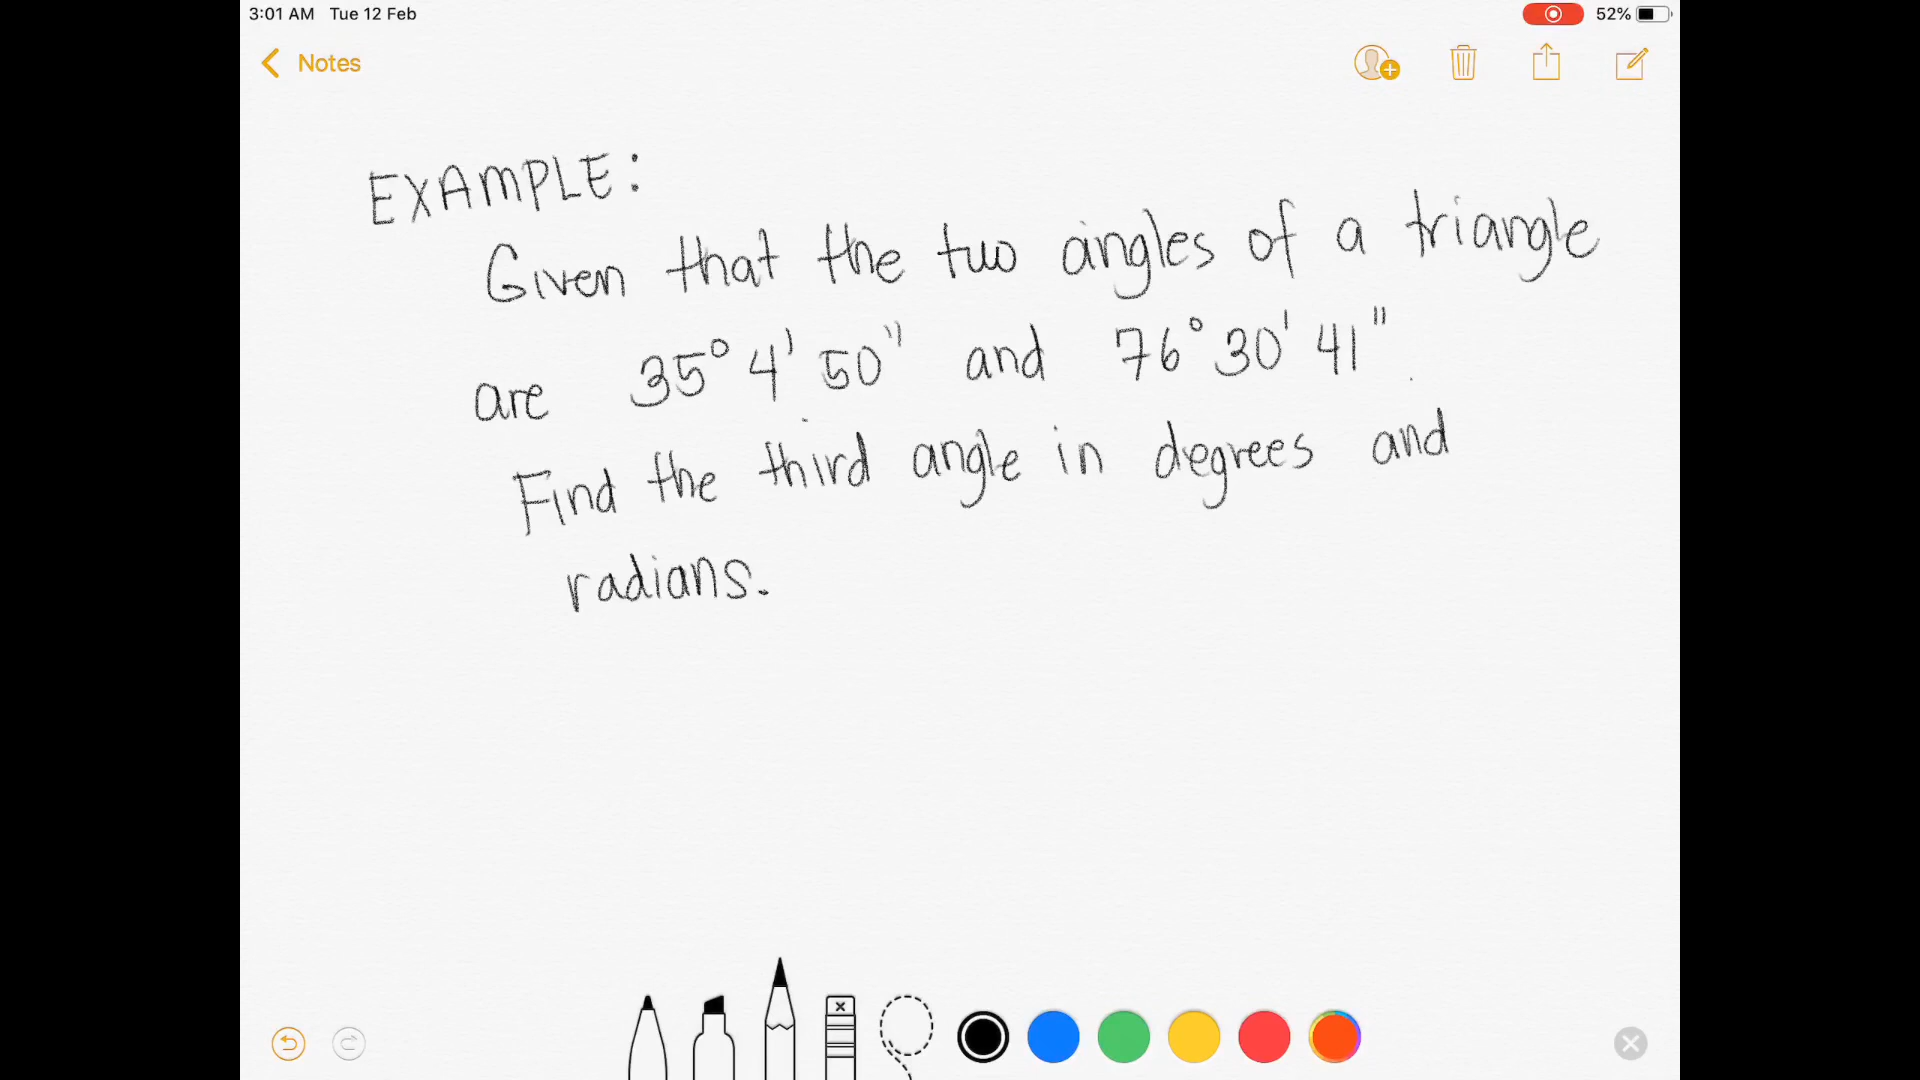 3:01 AM Tue 12 Feb
52%
Notes
EXAMPLE:
Given that the two angles of a triangle
are 35° 4' 50" and 76° 30' 41".
Find the third angle in degrees and
radians.